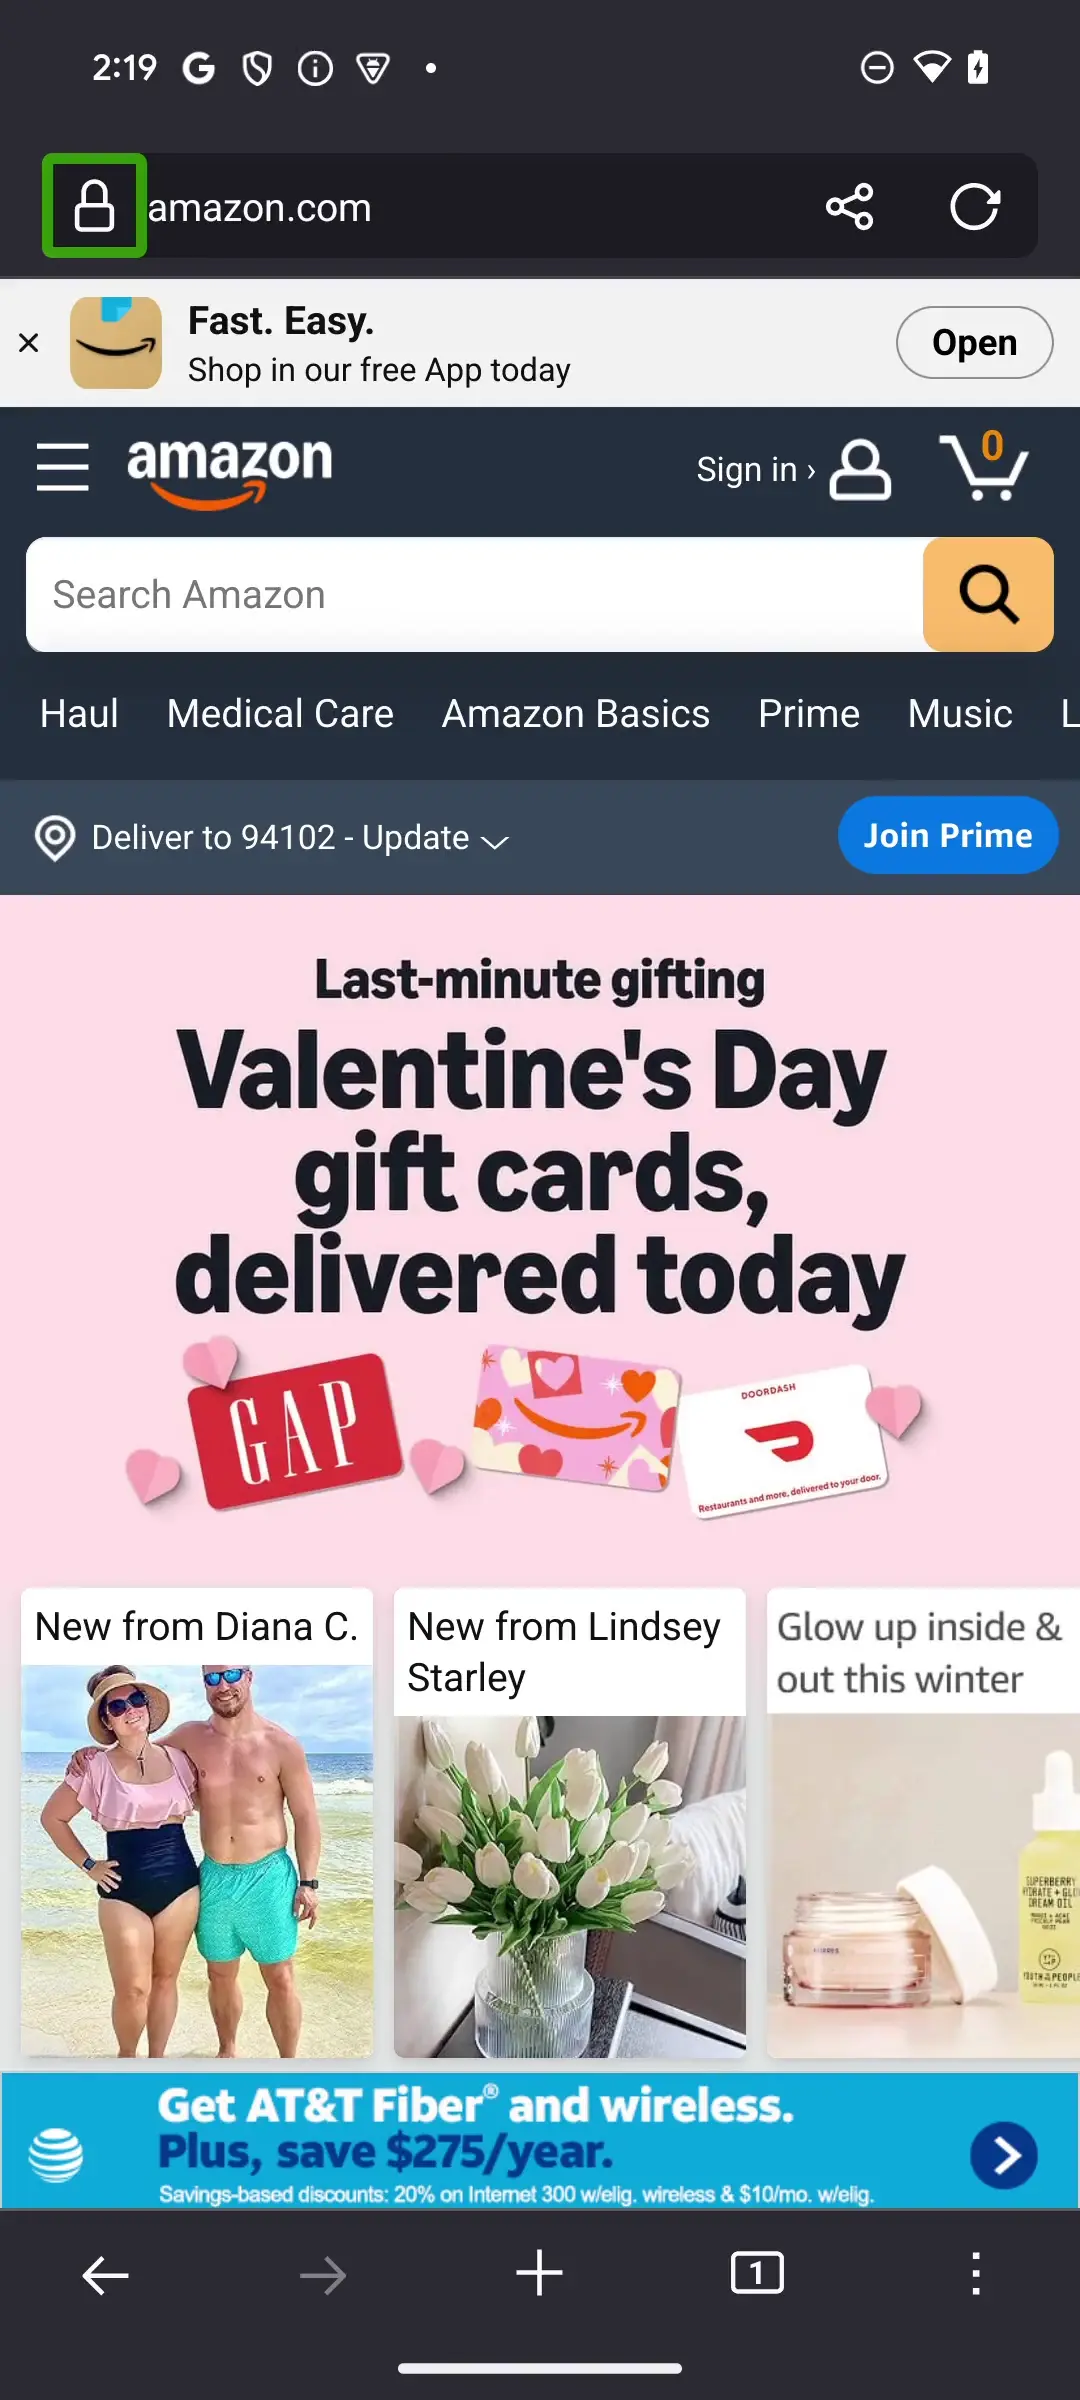 2:19
amazon.com
Fast. Easy.
Shop in our free App today
Open
amazon
Sign in ›
0
Search Amazon
Haul Medical Care Amazon Basics Prime Music L
Deliver to 94102 - Update
Join Prime
Last-minute gifting
Valentine's Day
gift cards,
delivered today
GAP
DOORDASH
Restaurants and more, delivered to your door.
New from Diana C.
New from Lindsey
Starley
Glow up inside &
out this winter
SUPERBERRY
HYDRATE + GLO
DREAM OIL
YOUTH TO THE PEOPLE
Get AT&T Fiber® and wireless.
Plus, save $275/year.
Savings-based discounts: 20% on Internet 300 w/elig. wireless & $10/mo. w/elig.
1